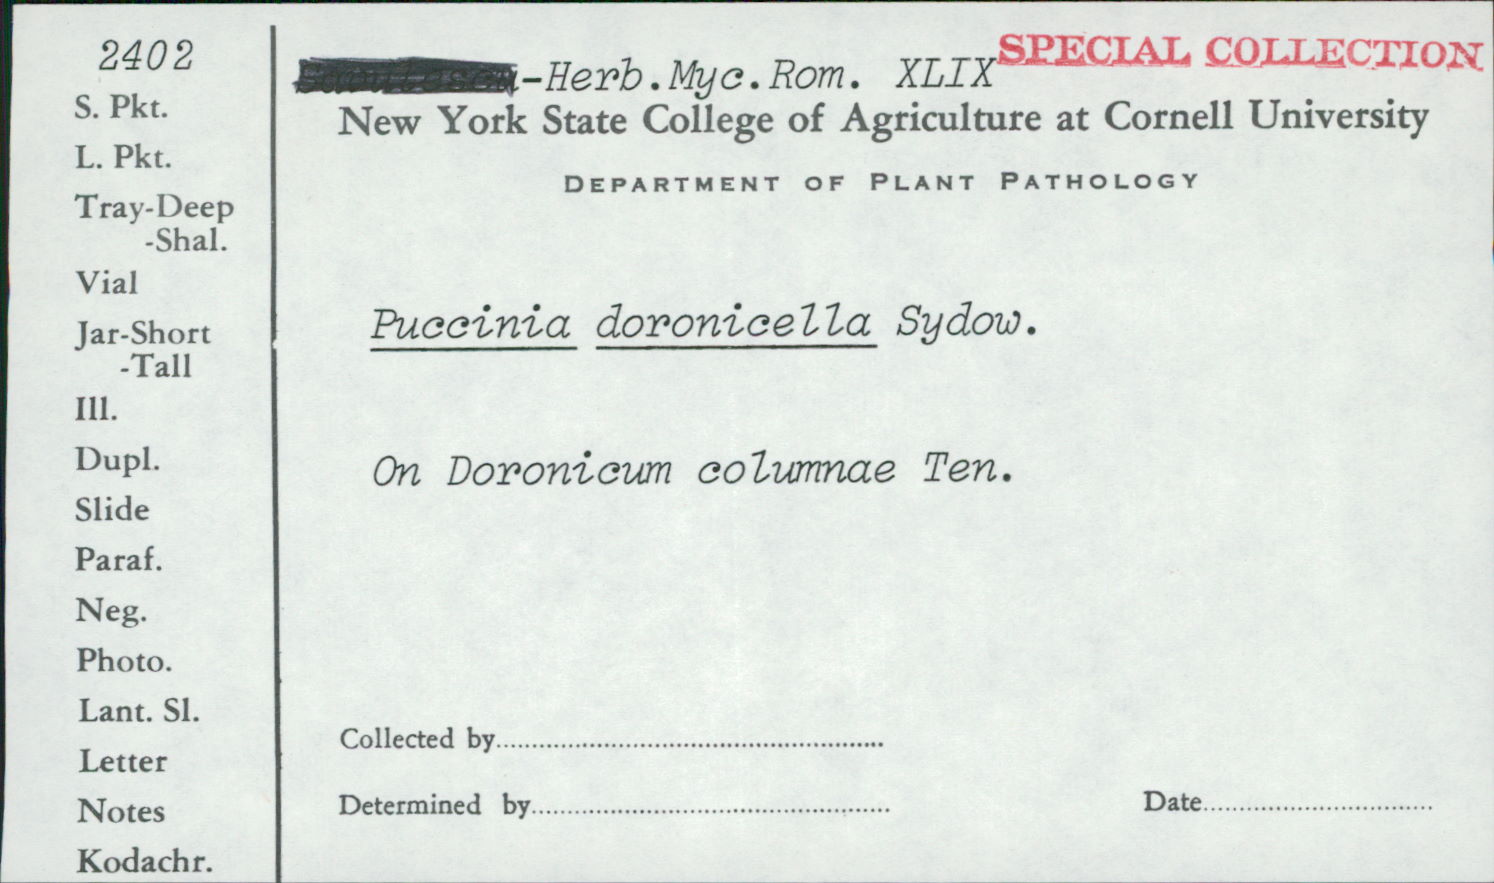 2402
S. Pkt.
L. Pkt.
Tray-Deep
-Shal.
Vial
Jar-Short
-Tall
Ill.
Dupl.
Slide
Paraf.
Neg.
Photo.
Lant. Sl.
Letter
Notes
Kodachr.
-Herb.Myc.Rom. XLIX
SPECIAL COLLECTION
New York State College of Agriculture at Cornell University
DEPARTMENT OF PLANT PATHOLOGY
Puccinia doronicella Sydow.
On Doronicum columnae Ten.
Collected by
Determined by
Date